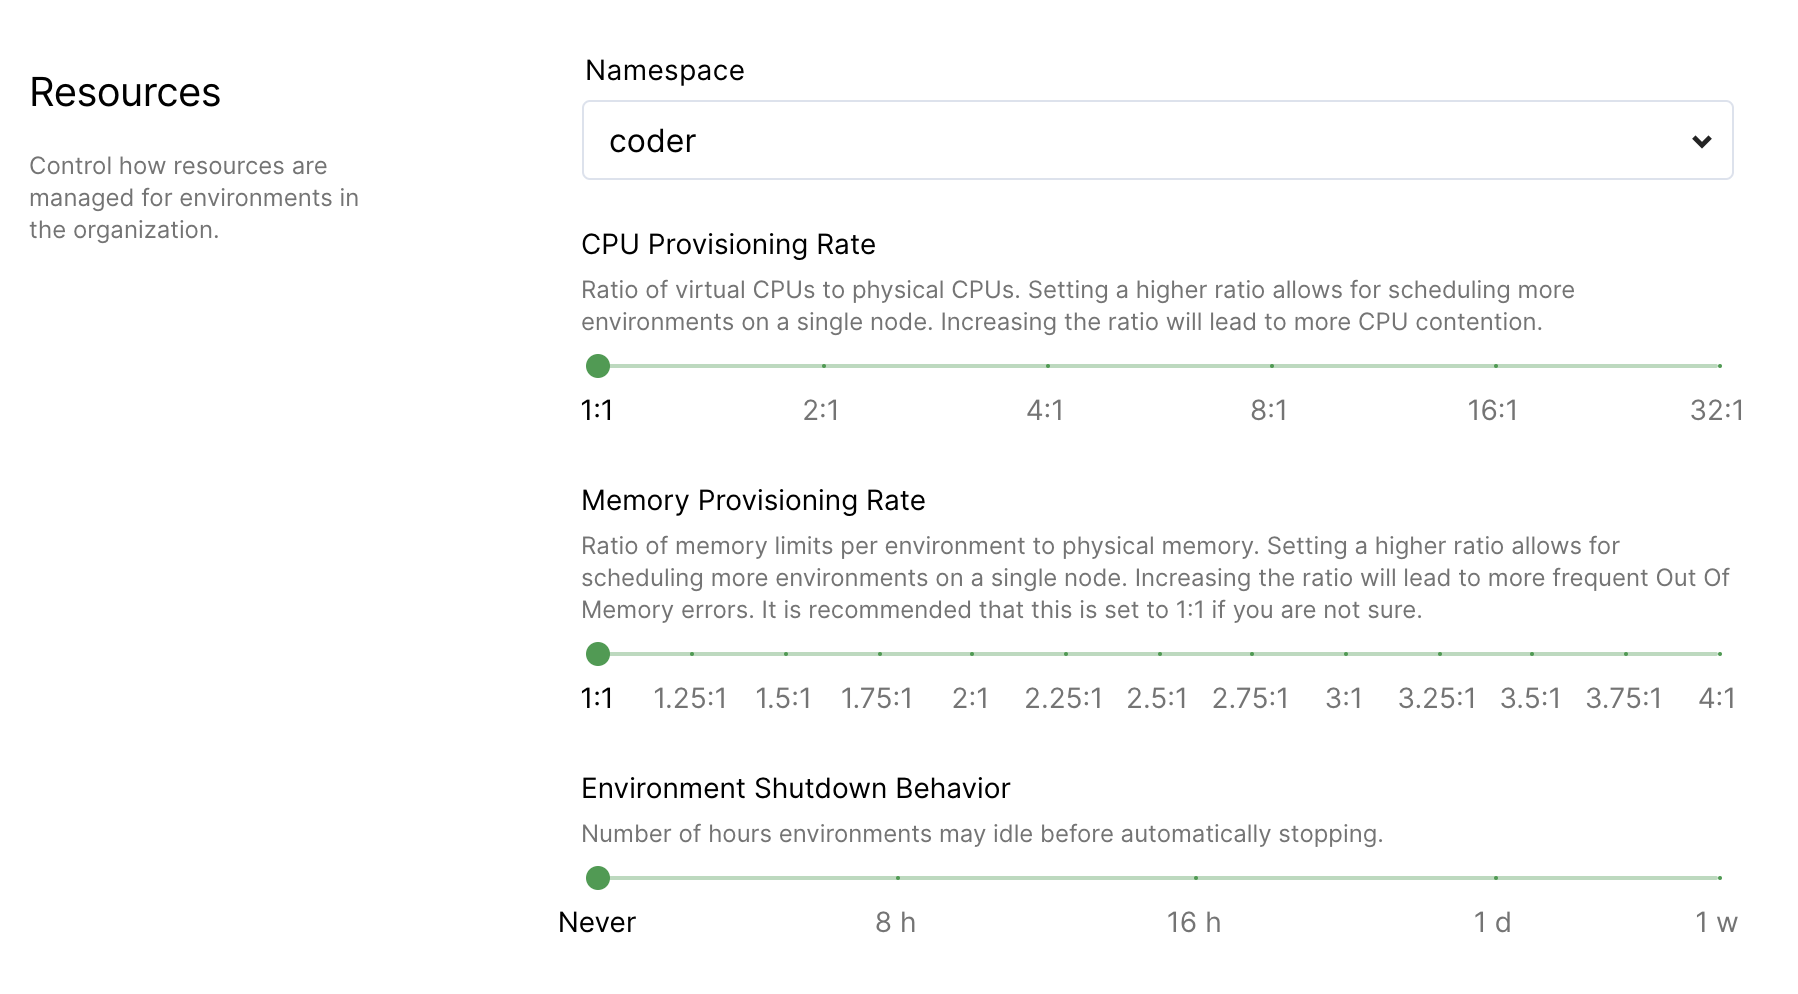 Resources
Control how resources are
managed for environments in
the organization.
Namespace
coder
CPU Provisioning Rate
Ratio of virtual CPUs to physical CPUs. Setting a higher ratio allows for scheduling more
environments on a single node. Increasing the ratio will lead to more CPU contention.
1:1 2:1 4:1 8:1 16:1 32:1
Memory Provisioning Rate
Ratio of memory limits per environment to physical memory. Setting a higher ratio allows for
scheduling more environments on a single node. Increasing the ratio will lead to more frequent Out Of
Memory errors. It is recommended that this is set to 1:1 if you are not sure.
1:1 1.25:1 1.5:1 1.75:1 2:1 2.25:1 2.5:1 2.75:1 3:1 3.25:1 3.5:1 3.75:1 4:1
Environment Shutdown Behavior
Number of hours environments may idle before automatically stopping.
Never 8 h 16 h 1 d 1 w